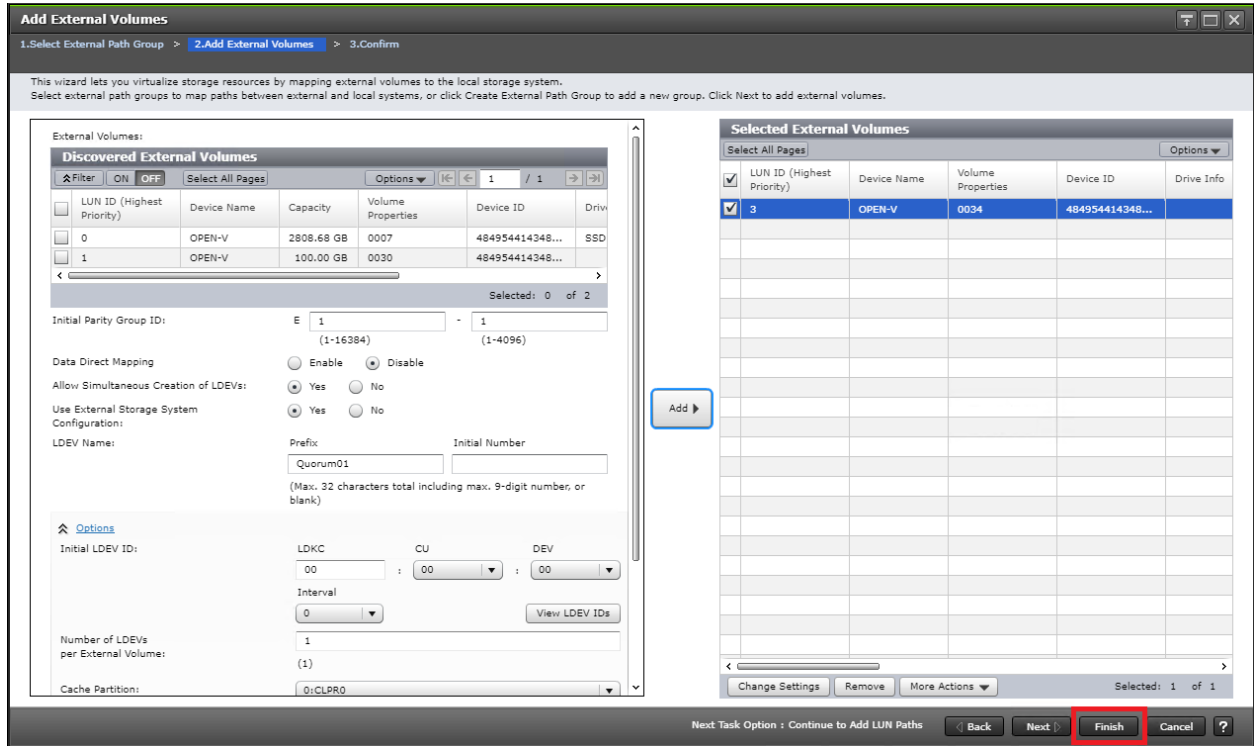 Add External Volumes
1.Select External Path Group > 2.Add External Volumes > 3.Confirm
This wizard lets you virtualize storage resources by mapping external volumes to the local storage system.
Select external path groups to map paths between external and local systems, or click Create External Path Group to add a new group. Click Next to add external volumes.
External Volumes:
Discovered External Volumes
Filter ON OFF Select All Pages Options 1 / 1
LUN ID (Highest Priority) Device Name Capacity Volume Properties Device ID Driv
0 OPEN-V 2808.68 GB 0007 484954414348... SSD
1 OPEN-V 100.00 GB 0030 484954414348...
Selected: 0 of 2
Initial Parity Group ID: E 1 - 1
(1-16384) (1-4096)
Data Direct Mapping Enable Disable
Allow Simultaneous Creation of LDEVs: Yes No
Use External Storage System Configuration: Yes No
LDEV Name: Prefix Initial Number
Quorum01
(Max. 32 characters total including max. 9-digit number, or
blank)
Options
Initial LDEV ID: LDKC CU DEV
00 : 00 : 00
Interval
0 View LDEV IDs
Number of LDEVs per External Volume: 1
(1)
Cache Partition: 0:CLPR0
Add
Selected External Volumes
Select All Pages Options
LUN ID (Highest Priority) Device Name Volume Properties Device ID Drive Info
3 OPEN-V 0034 484954414348...
Change Settings Remove More Actions Selected: 1 of 1
Next Task Option : Continue to Add LUN Paths Back Next Finish Cancel ?